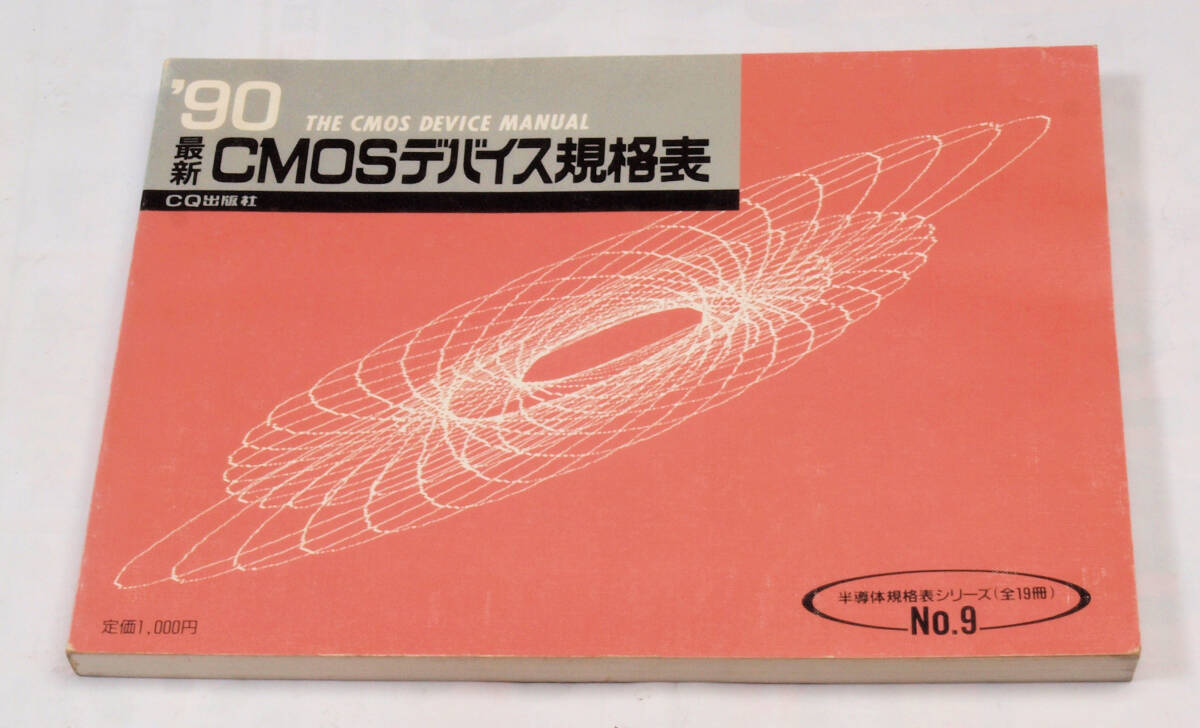 '90
THE CMOS DEVICE MANUAL
最新
CMOSデバイス規格表
CQ出版社
半導体規格表シリーズ(全19冊)
No.9
定価1,000円